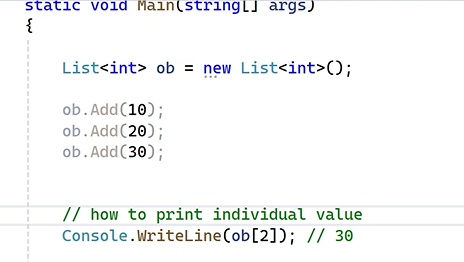 static void Main(string[] args)
{
List<int> ob = new List<int>();
ob.Add(10);
ob.Add(20);
ob.Add(30);
// how to print individual value
Console.WriteLine(ob[2]); // 30